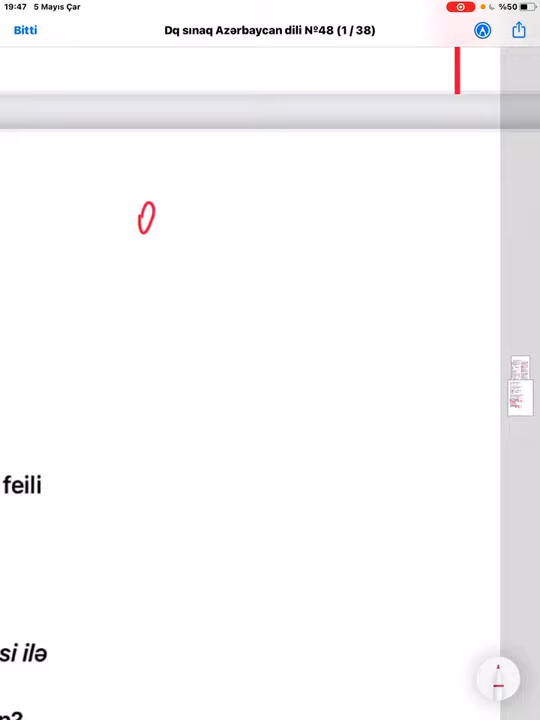 19:47 5 Mayıs Çar %50
Bitti Dq sınaq Azərbaycan dili №48 (1 / 38)
0
feili
si ilə